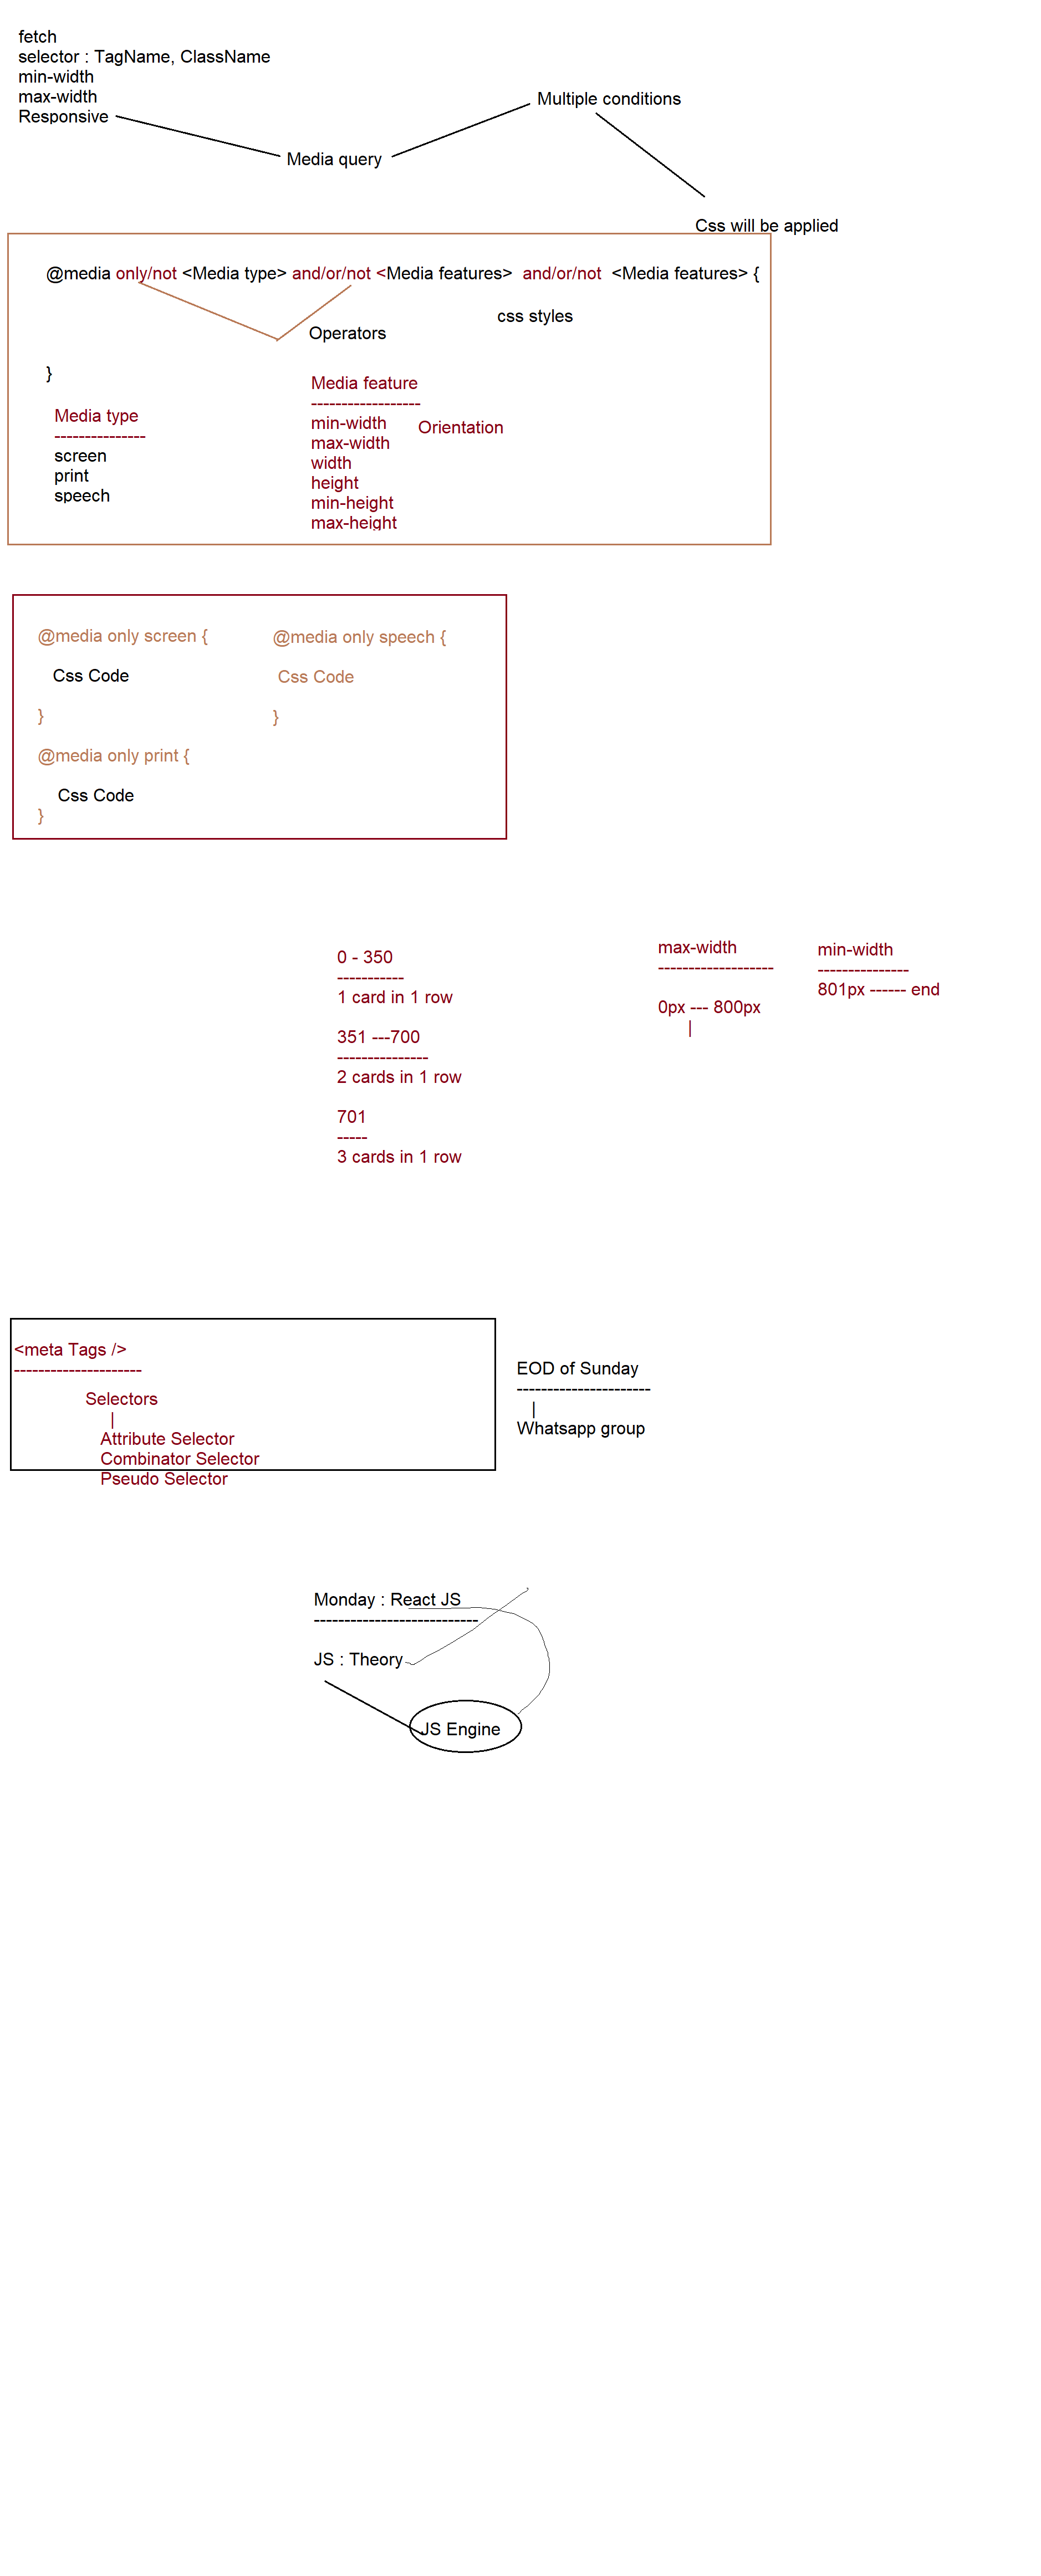 fetch
selector : TagName, ClassName
min-width
max-width
Responsive
Multiple conditions
Media query
Css will be applied
@media only/not <Media type> and/or/not <Media features>  and/or/not  <Media features> {
css styles
Operators
}
Media type
---------------
screen
print
speech
Media feature
------------------
min-width
max-width
width
height
min-height
max-height
Orientation
@media only screen {
Css Code
}
@media only print {
Css Code
}
@media only speech {
Css Code
}
0 - 350
-----------
1 card in 1 row
351 ---700
---------------
2 cards in 1 row
701
-----
3 cards in 1 row
max-width
-------------------
0px --- 800px
|
min-width
---------------
801px ------ end
<meta Tags />
---------------------
Selectors
|
Attribute Selector
Combinator Selector
Pseudo Selector
EOD of Sunday
----------------------
|
Whatsapp group
Monday : React JS
---------------------------
JS : Theory
JS Engine